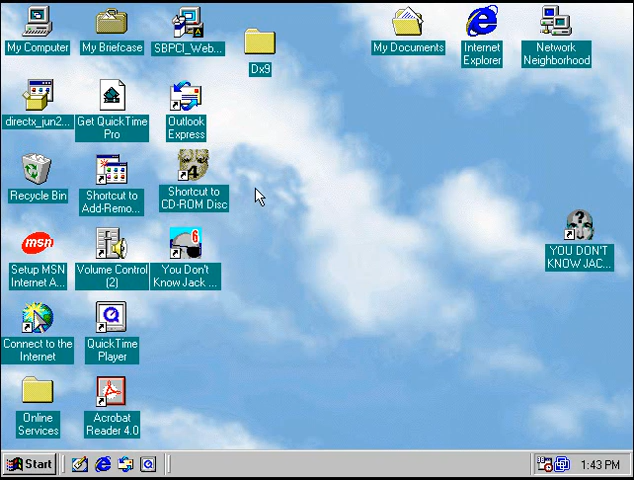 My Computer
My Briefcase
SBPCI_Web...
Dx9
My Documents
Internet
Explorer
Network
Neighborhood
directx_jun2...
Get QuickTime
Pro
Outlook
Express
Recycle Bin
Shortcut to
Add-Remo...
4
Shortcut to
CD-ROM Disc
?
YOU DON'T
KNOW JAC...
msn
Setup MSN
Internet A...
Volume Control
(2)
6
You Don't
Know Jack ...
Connect to the
Internet
QuickTime
Player
Online
Services
Acrobat
Reader 4.0
Start
1:43 PM